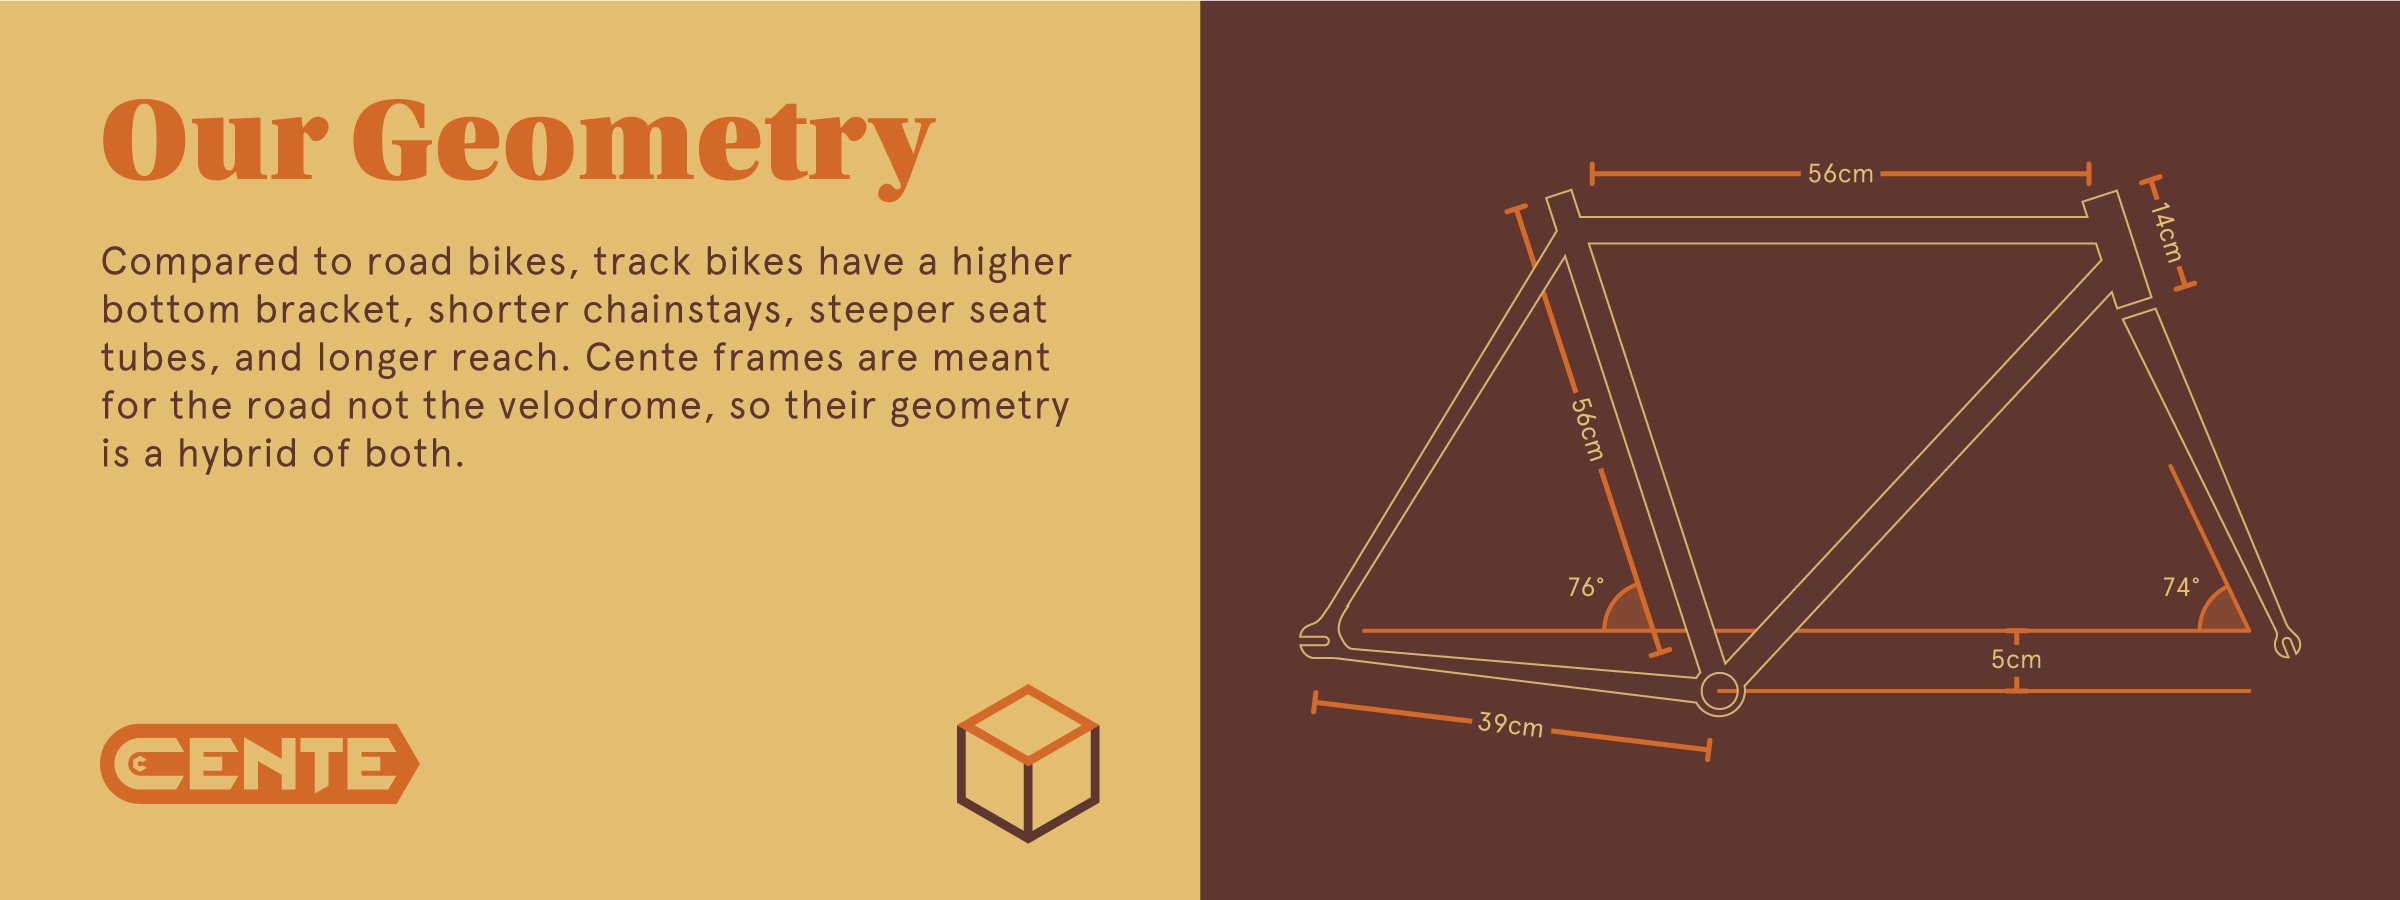 Our Geometry
Compared to road bikes, track bikes have a higher
bottom bracket, shorter chainstays, steeper seat
tubes, and longer reach. Cente frames are meant
for the road not the velodrome, so their geometry
is a hybrid of both.
CENTE
56cm
14cm
56cm
76°
74°
5cm
39cm